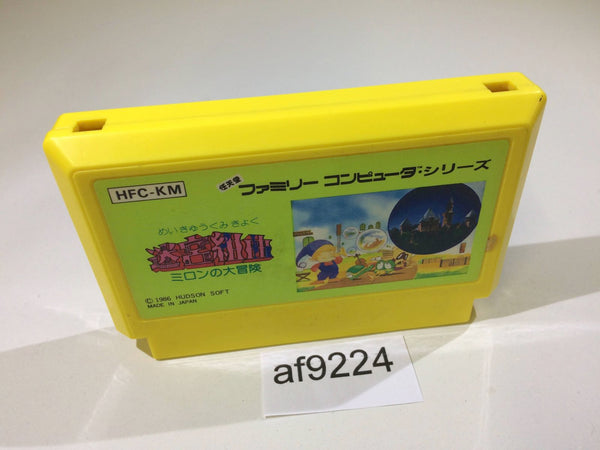 HFC-KM
任天堂 ファミリー コンピュータ・シリーズ
めいきゅうくみきょく
迷宮組曲
ミロンの大冒険
© 1986 HUDSON SOFT
MADE IN JAPAN
af9224